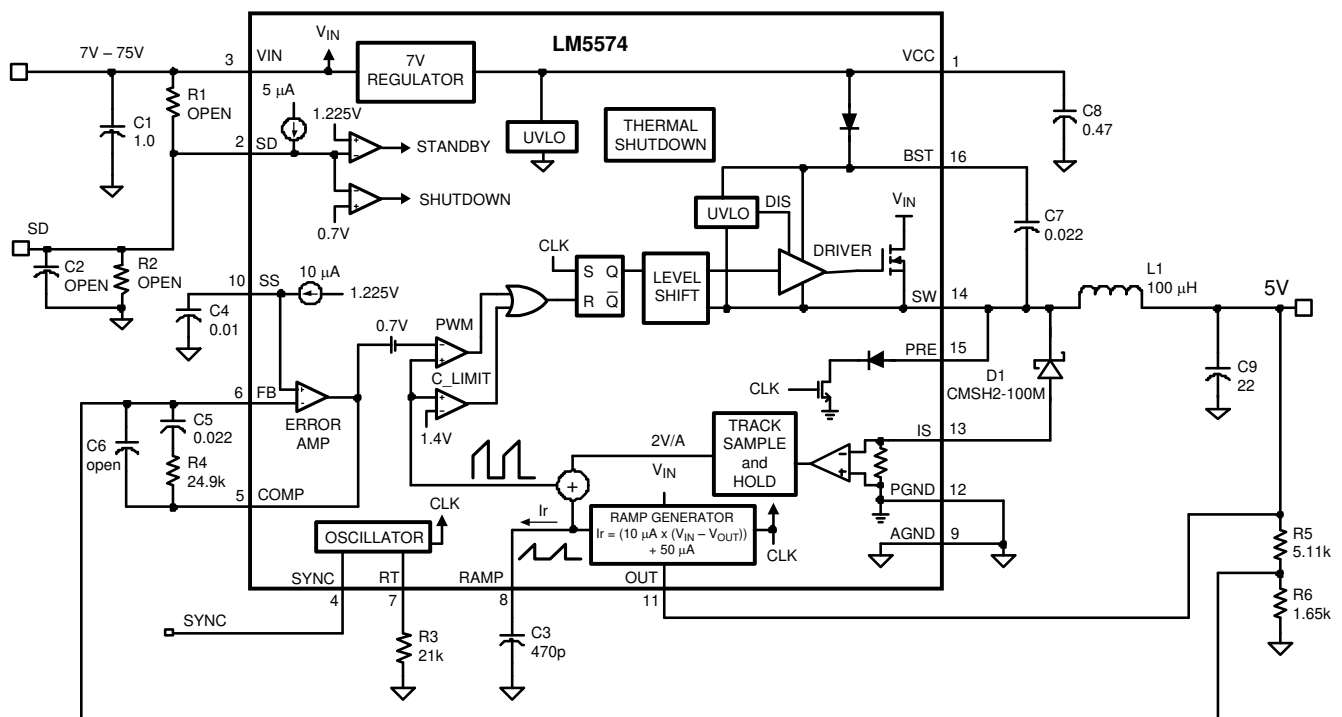 LM5574
7V – 75V
3
VIN
V_IN
7V
REGULATOR
VCC
1
R1
OPEN
C1
1.0
5 µA
1.225V
2
SD
STANDBY
SHUTDOWN
0.7V
UVLO
THERMAL
SHUTDOWN
C8
0.47
BST
16
V_IN
UVLO
DIS
DRIVER
C7
0.022
SD
C2
OPEN
R2
OPEN
10
SS
10 µA
1.225V
C4
0.01
CLK
S Q
R Q̅
LEVEL
SHIFT
SW
14
L1
100 µH
5V
0.7V
PWM
C_LIMIT
1.4V
PRE
15
CLK
D1
CMSH2-100M
C9
22
6
FB
ERROR
AMP
C5
0.022
C6
open
R4
24.9k
5
COMP
2V/A
TRACK
SAMPLE
and
HOLD
IS
13
V_IN
PGND
12
AGND
9
CLK
OSCILLATOR
Ir
RAMP GENERATOR
Ir = (10 µA x (V_IN – V_OUT))
+ 50 µA
CLK
R5
5.11k
R6
1.65k
SYNC
4
RT
7
RAMP
8
OUT
11
SYNC
R3
21k
C3
470p